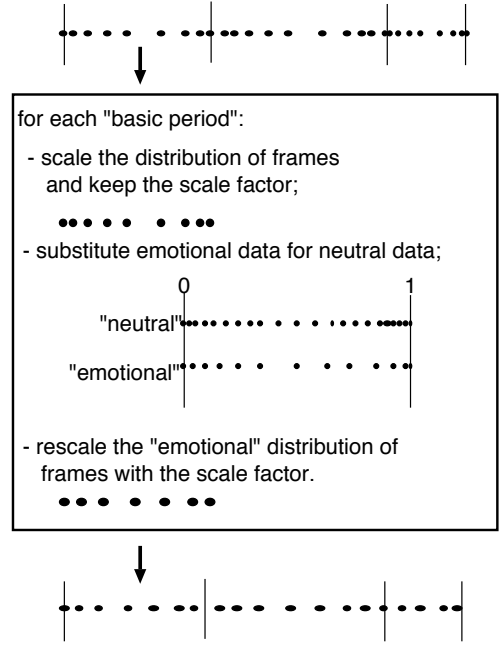 for each "basic period":
- scale the distribution of frames
and keep the scale factor;
- substitute emotional data for neutral data;
0 1
"neutral"
"emotional"
- rescale the "emotional" distribution of
frames with the scale factor.